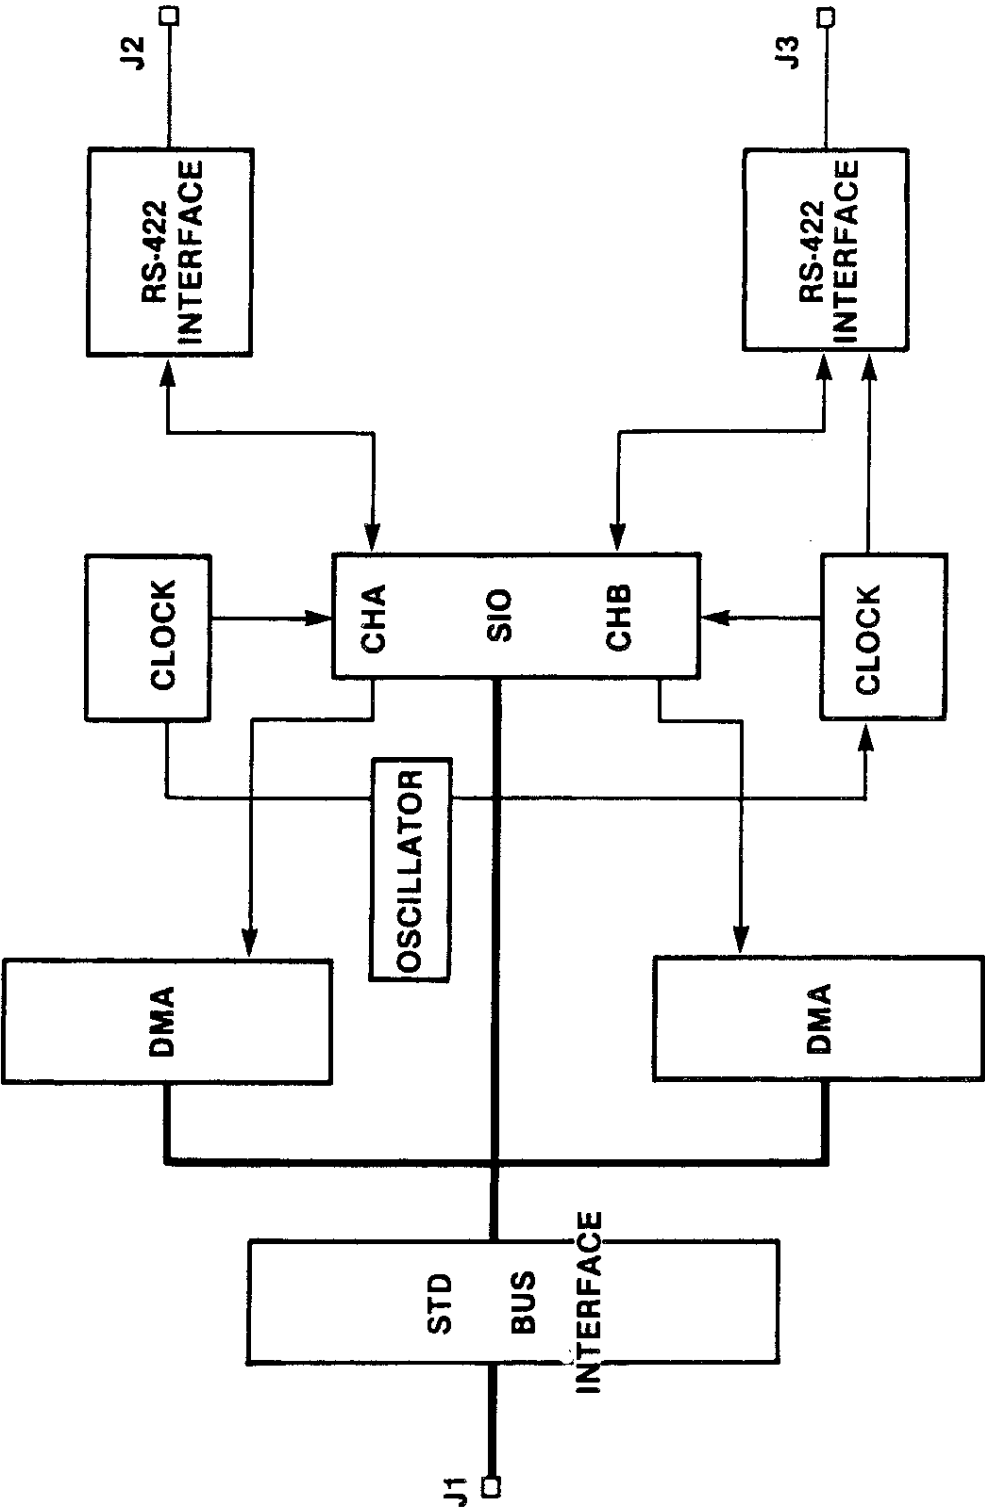 J2
RS-422
INTERFACE
CLOCK
DMA
CHA
SIO
CHB
OSCILLATOR
J1
STD
BUS
INTERFACE
DMA
CLOCK
RS-422
INTERFACE
J3